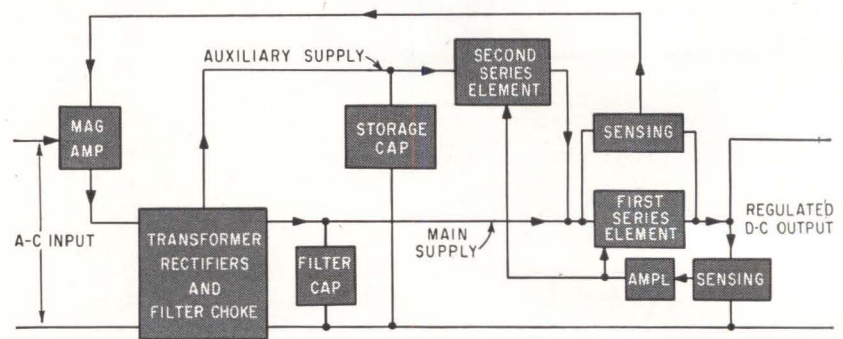 AUXILIARY SUPPLY
SECOND
SERIES
ELEMENT
MAG
AMP
STORAGE
CAP
SENSING
A-C INPUT
TRANSFORMER
RECTIFIERS
AND
FILTER CHOKE
FILTER
CAP
MAIN
SUPPLY
FIRST
SERIES
ELEMENT
REGULATED
D-C OUTPUT
AMPL
SENSING